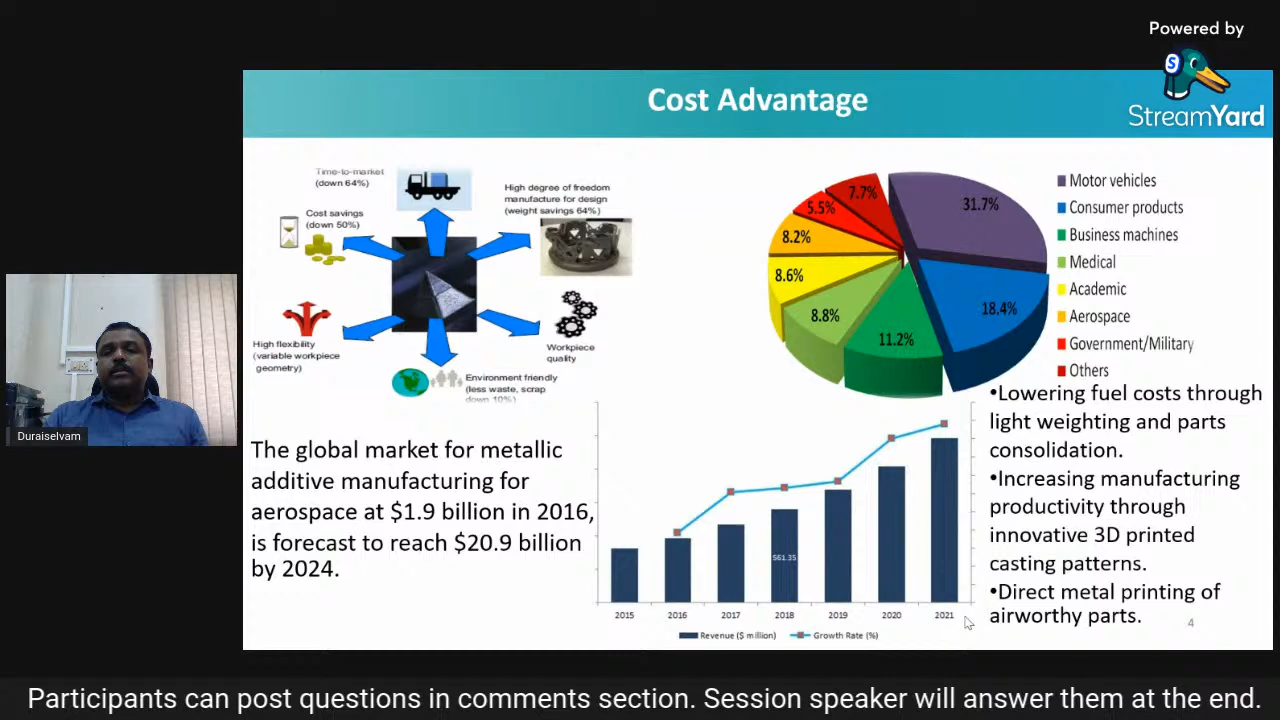 Powered by
S
StreamYard
Cost Advantage
Time-to-market
(down 64%)
Cost savings
(down 50%)
High degree of freedom
manufacture for design
(weight savings 64%)
High flexibility
(variable workpiece
geometry)
Workpiece
quality
Environment friendly
(less waste, scrap
down 10%)
31.7%
18.4%
11.2%
8.8%
8.6%
8.2%
5.5%
7.7%
Motor vehicles
Consumer products
Business machines
Medical
Academic
Aerospace
Government/Military
Others
The global market for metallic
additive manufacturing for
aerospace at $1.9 billion in 2016,
is forecast to reach $20.9 billion
by 2024.
561.35
2015 2016 2017 2018 2019 2020 2021
Revenue ($ million) Growth Rate (%)
•Lowering fuel costs through
light weighting and parts
consolidation.
•Increasing manufacturing
productivity through
innovative 3D printed
casting patterns.
•Direct metal printing of
airworthy parts.
4
Duraiselvam
Participants can post questions in comments section. Session speaker will answer them at the end.